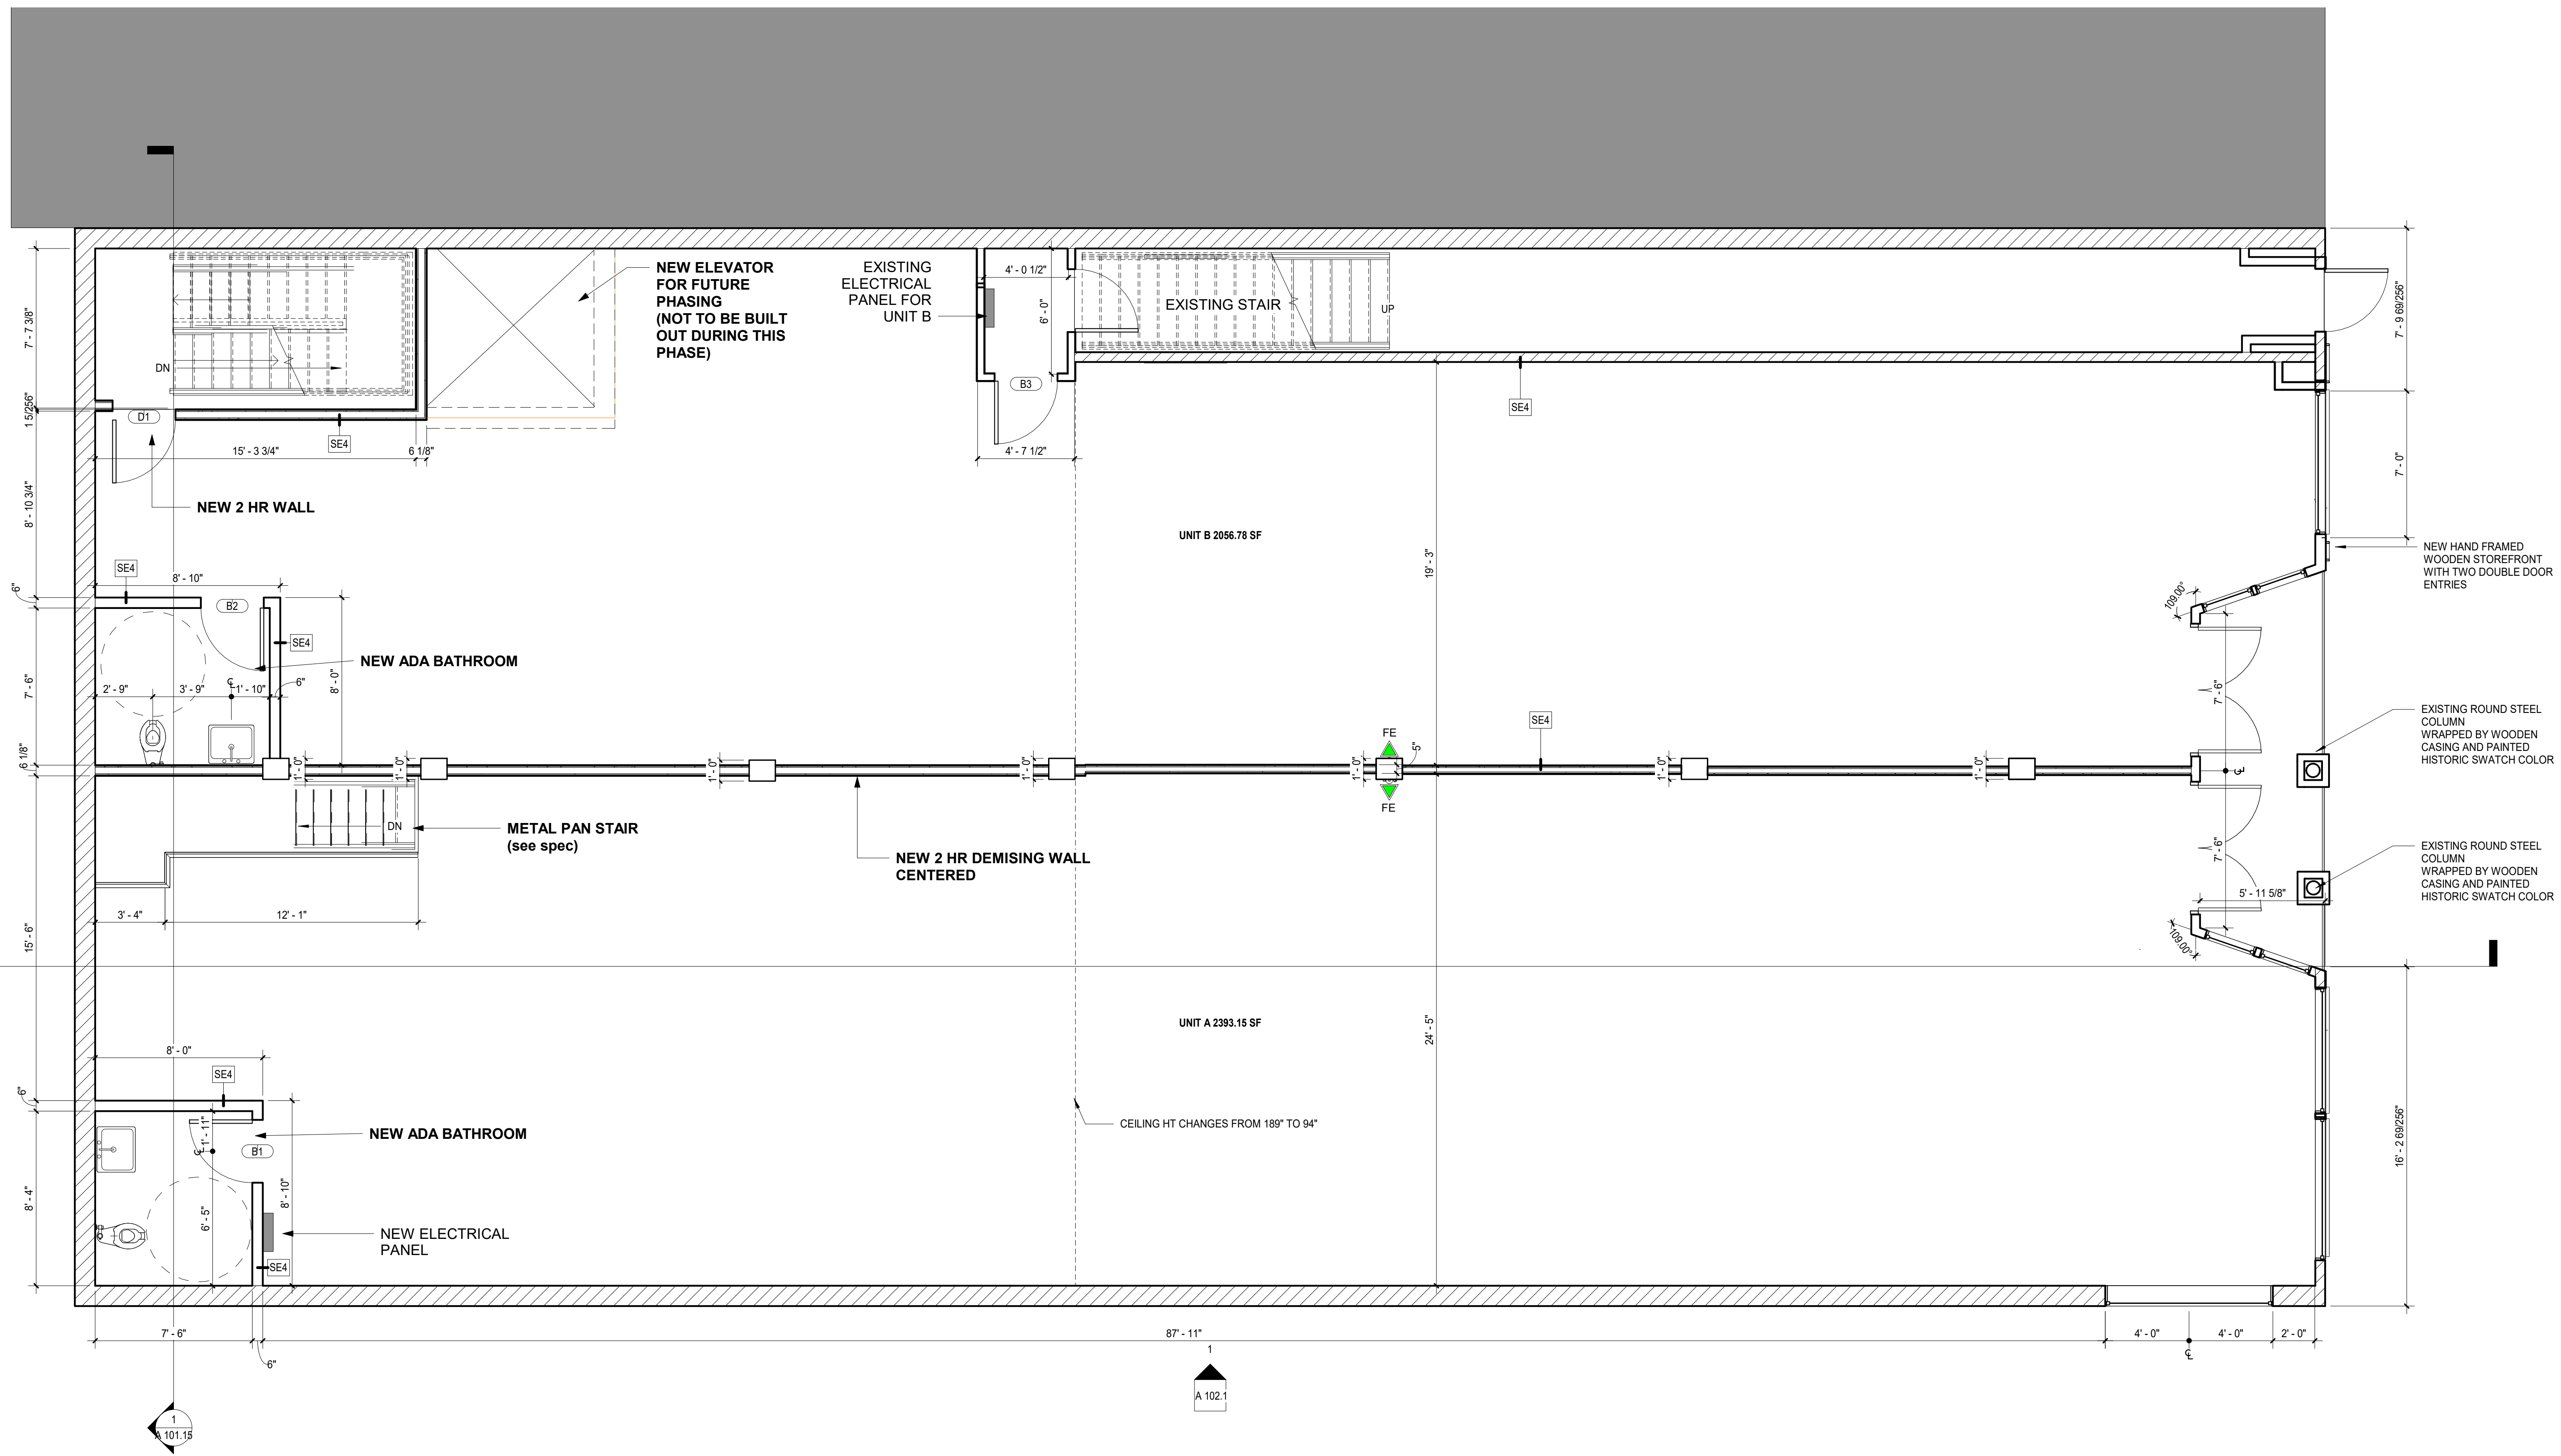 NEW ELEVATOR
FOR FUTURE
PHASING
(NOT TO BE BUILT
OUT DURING THIS
PHASE)
EXISTING
ELECTRICAL
PANEL FOR
UNIT B
4' - 0 1/2"
6' - 0"
EXISTING STAIR
UP
7' - 7 3/8"
7' - 9 69/256"
DN
B3
1 5/256"
D1
SE4
SE4
15' - 3 3/4"
6 1/8"
4' - 7 1/2"
7' - 0"
8' - 10 3/4"
NEW 2 HR WALL
UNIT B 2056.78 SF
NEW HAND FRAMED
WOODEN STOREFRONT
WITH TWO DOUBLE DOOR
ENTRIES
19' - 3"
SE4
8' - 10"
6"
B2
109.00°
SE4
NEW ADA BATHROOM
7' - 6"
2' - 9"
3' - 9"
1' - 10"
6"
8' - 0"
7' - 6"
EXISTING ROUND STEEL
COLUMN
WRAPPED BY WOODEN
CASING AND PAINTED
HISTORIC SWATCH COLOR
SE4
FE
5"
6 1/8"
1' - 0"
1' - 0"
1' - 0"
1' - 0"
1' - 0"
1' - 0"
1' - 0"
FE
DN
METAL PAN STAIR
(see spec)
NEW 2 HR DEMISING WALL
CENTERED
7' - 6"
EXISTING ROUND STEEL
COLUMN
WRAPPED BY WOODEN
CASING AND PAINTED
HISTORIC SWATCH COLOR
5' - 11 5/8"
3' - 4"
12' - 1"
15' - 6"
109.00°
UNIT A 2393.15 SF
24' - 5"
8' - 0"
SE4
6"
CEILING HT CHANGES FROM 189" TO 94"
NEW ADA BATHROOM
1' - 11"
B1
16' - 2 69/256"
8' - 4"
6' - 5"
8' - 10"
NEW ELECTRICAL
PANEL
SE4
7' - 6"
6"
87' - 11"
4' - 0"
4' - 0"
2' - 0"
1
A 102.1
1
A 101.15